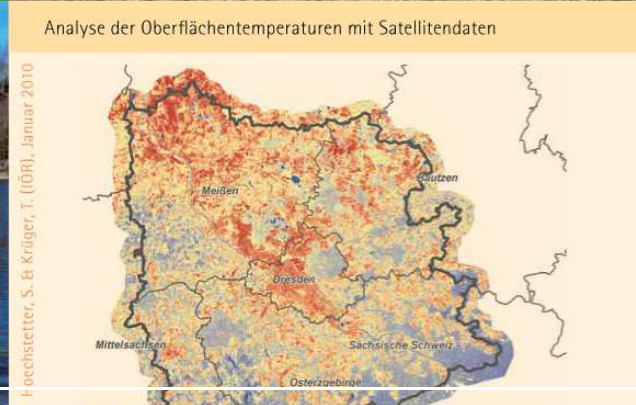 Analyse der Oberflächentemperaturen mit Satellitendaten
Hoechstetter, S. & Krüger, T. (IÖR), Januar 2010
Meißen
Bautzen
Dresden
Mittelsachsen
Sächsische Schweiz-
Osterzgebirge